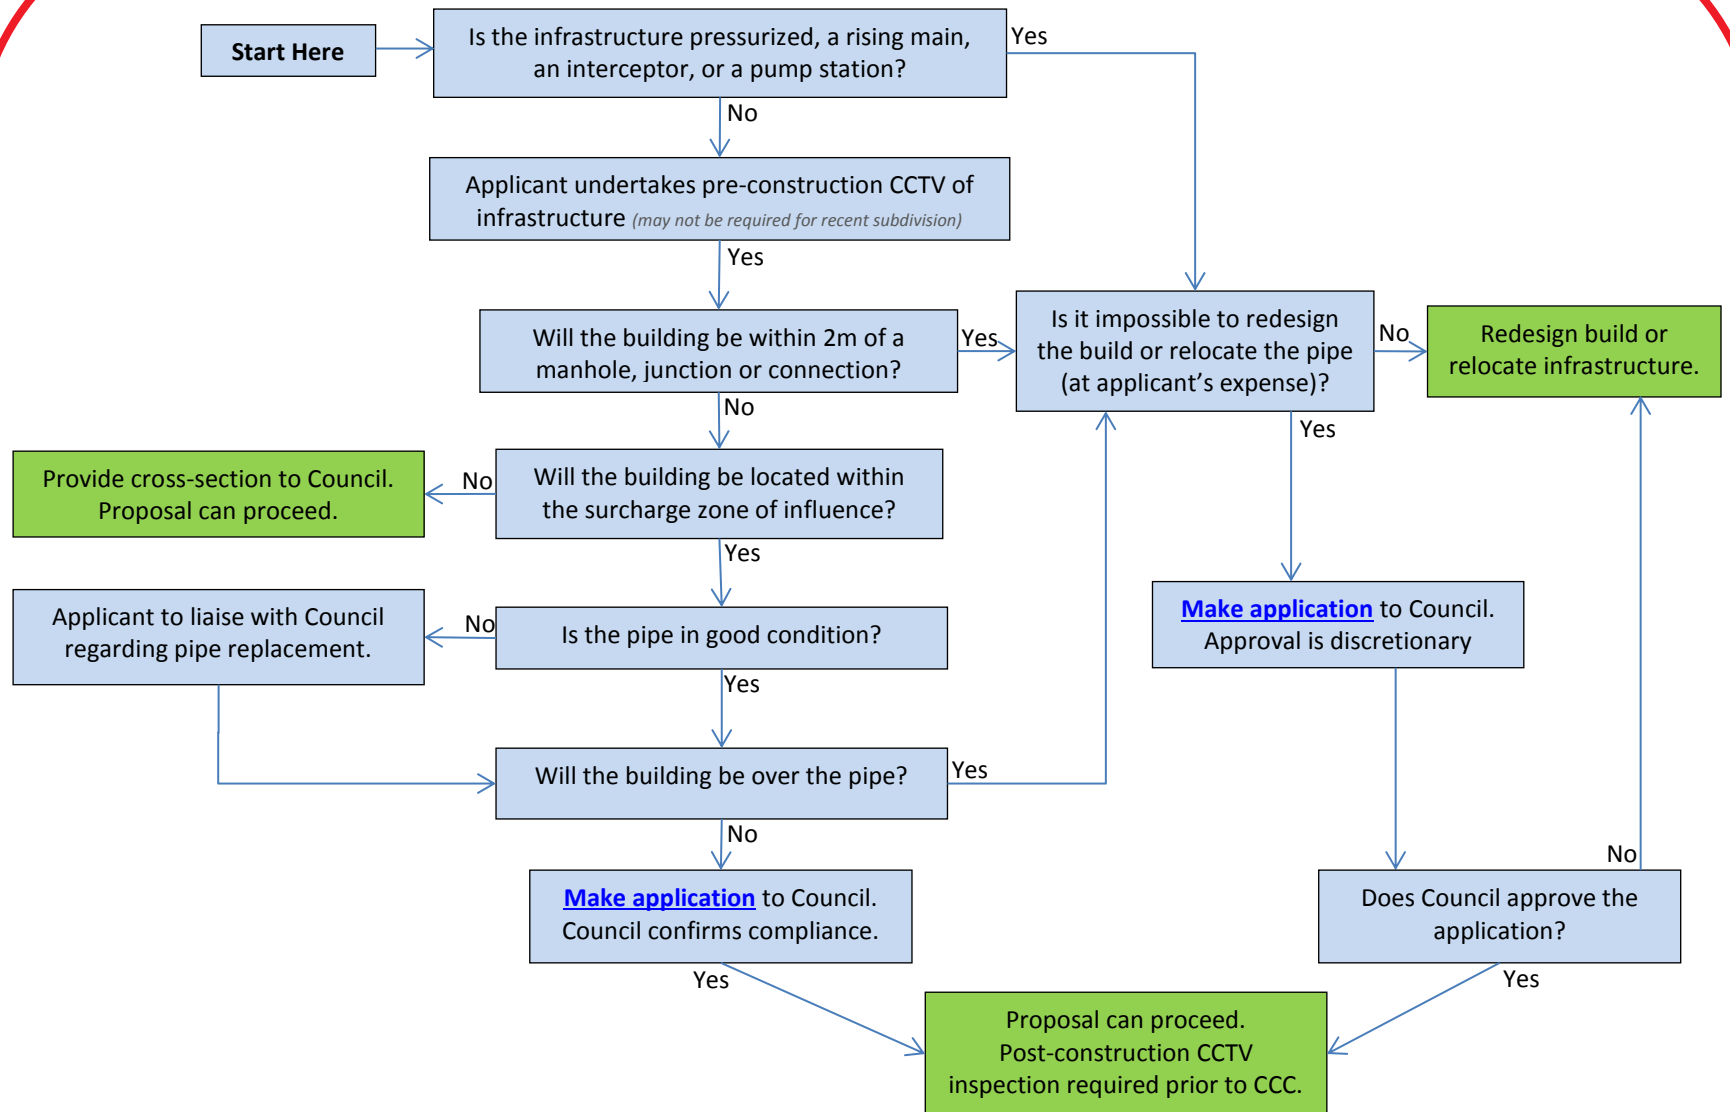 Start Here
Is the infrastructure pressurized, a rising main,
an interceptor, or a pump station?
Yes
No
Applicant undertakes pre-construction CCTV of
infrastructure (may not be required for recent subdivision)
Yes
Will the building be within 2m of a
manhole, junction or connection?
Yes
Is it impossible to redesign
the build or relocate the pipe
(at applicant's expense)?
No
Redesign build or
relocate infrastructure.
No
Yes
Provide cross-section to Council.
Proposal can proceed.
No
Will the building be located within
the surcharge zone of influence?
Yes
Applicant to liaise with Council
regarding pipe replacement.
No
Is the pipe in good condition?
Make application to Council.
Approval is discretionary
Yes
Will the building be over the pipe?
Yes
No
No
Make application to Council.
Council confirms compliance.
Does Council approve the
application?
Yes
Yes
Proposal can proceed.
Post-construction CCTV
inspection required prior to CCC.